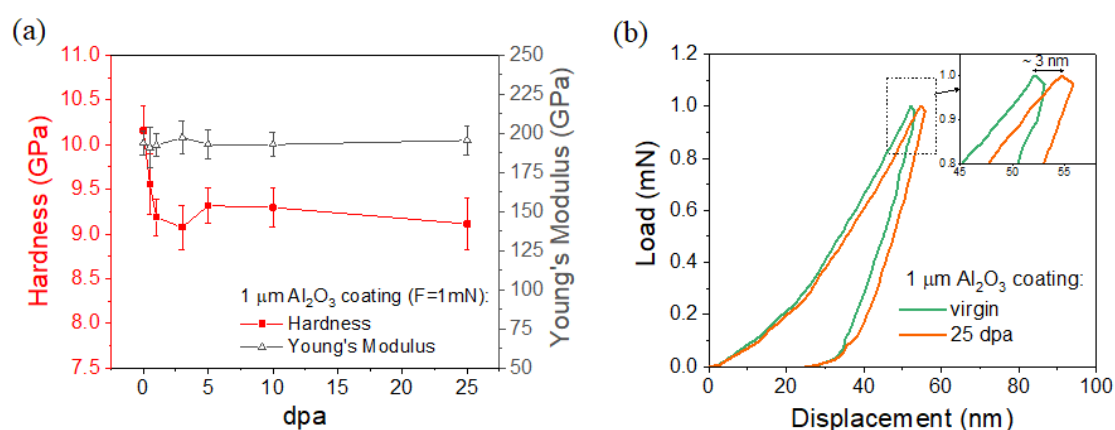 (a)
11.0
10.5
10.0
9.5
9.0
8.5
8.0
7.5
Hardness (GPa)
250
225
200
175
150
125
100
75
50
Young's Modulus (GPa)
0 5 10 15 20 25
dpa
1 μm Al₂O₃ coating (F=1mN):
Hardness
Young's Modulus
(b)
1.2
1.0
0.8
0.6
0.4
0.2
0.0
Load (mN)
0 20 40 60 80 100
Displacement (nm)
~ 3 nm
1.0
0.9
0.8
45 50 55
1 μm Al₂O₃ coating:
virgin
25 dpa